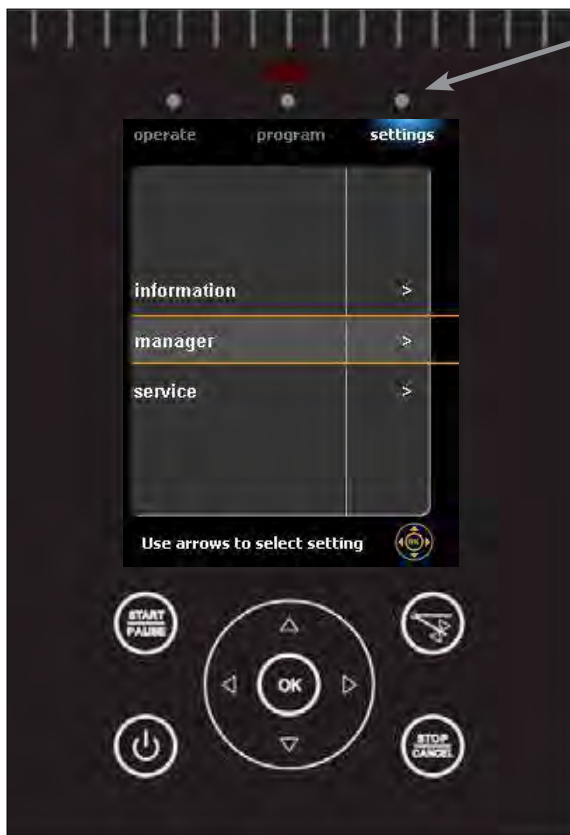 operate program settings
information >
manager >
service >
Use arrows to select setting
OK
START
PAUSE
OK
STOP
CANCEL